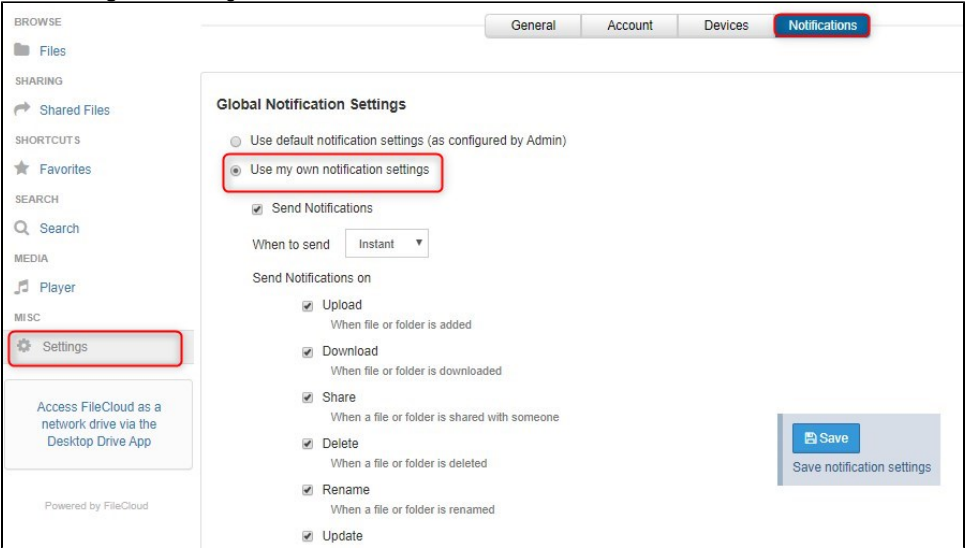 BROWSE
Files
SHARING
Shared Files
SHORTCUTS
Favorites
SEARCH
Search
MEDIA
Player
MISC
Settings
Access FileCloud as a
network drive via the
Desktop Drive App
Powered by FileCloud
General Account Devices Notifications
Global Notification Settings
Use default notification settings (as configured by Admin)
Use my own notification settings
Send Notifications
When to send Instant
Send Notifications on
Upload
When file or folder is added
Download
When file or folder is downloaded
Share
When a file or folder is shared with someone
Delete
When a file or folder is deleted
Rename
When a file or folder is renamed
Update
Save
Save notification settings